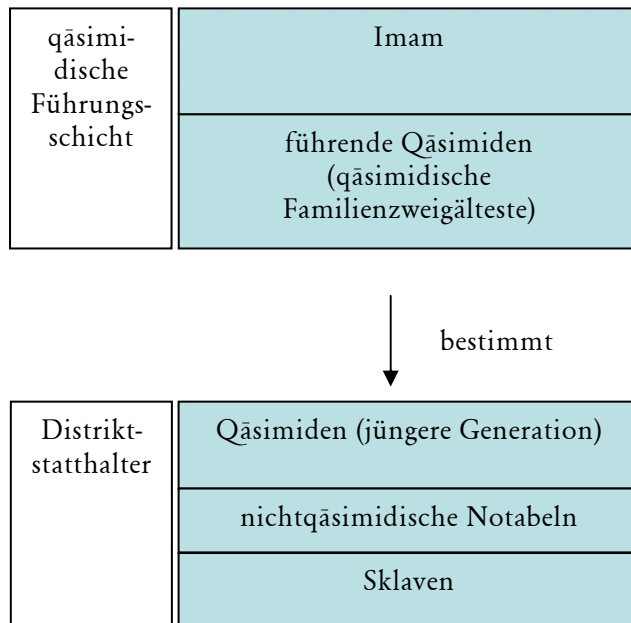 qāsimi-
dische
Führungs-
schicht
Imam
führende Qāsimiden
(qāsimidische
Familienzweigälteste)
bestimmt
Distrikt-
statthalter
Qāsimiden (jüngere Generation)
nichtqāsimidische Notabeln
Sklaven